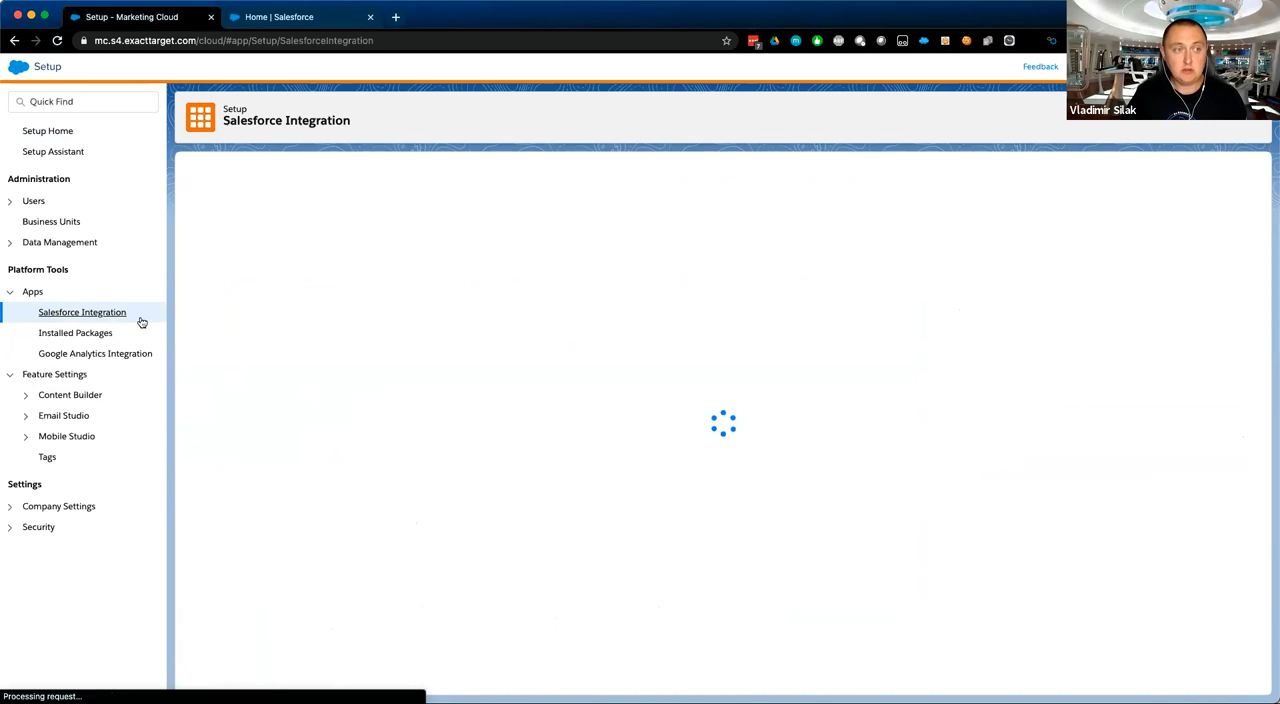 Setup - Marketing Cloud
Home | Salesforce
mc.s4.exacttarget.com/cloud/#app/Setup/SalesforceIntegration
7
Setup
Feedback
Vladimir Silak
Quick Find
Setup
Salesforce Integration
Setup Home
Setup Assistant
Administration
Users
Business Units
Data Management
Platform Tools
Apps
Salesforce Integration
Installed Packages
Google Analytics Integration
Feature Settings
Content Builder
Email Studio
Mobile Studio
Tags
Settings
Company Settings
Security
Processing request...